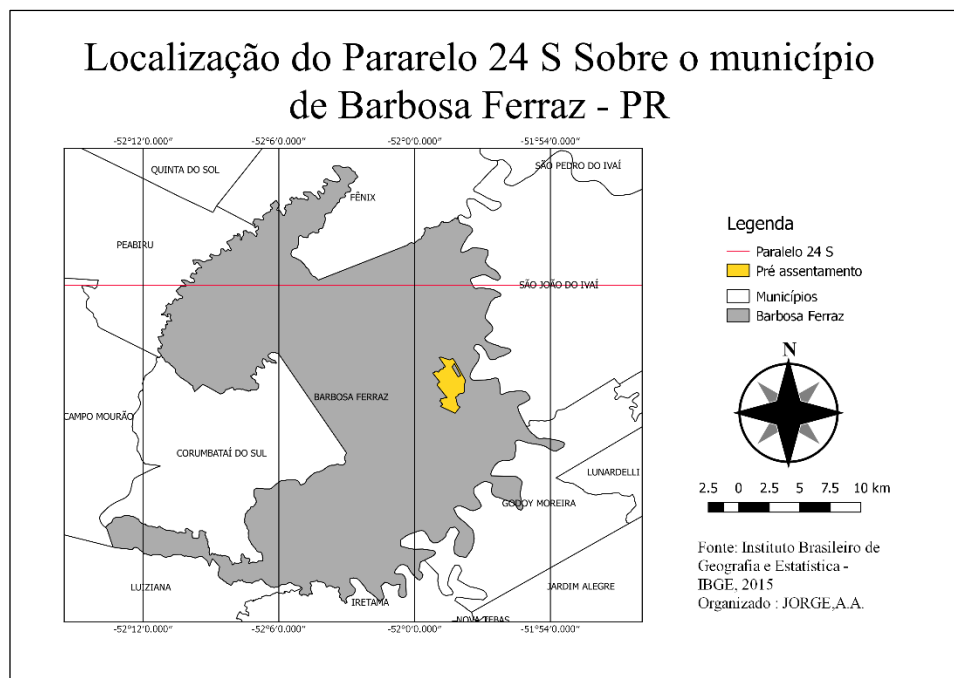 Localização do Pararelo 24 S Sobre o município
de Barbosa Ferraz - PR
-52°12'0.000" -52°6'0.000" -52°0'0.000" -51°54'0.000"
QUINTA DO SOL
SÃO PEDRO DO IVAÍ
FÊNIX
PEABIRU
SÃO JOÃO DO IVAÍ
BARBOSA FERRAZ
CAMPO MOURÃO
CORUMBATAÍ DO SUL
LUNARDELLI
GODOY MOREIRA
LUIZIANA
JARDIM ALEGRE
IRETAMA
NOVA TEBAS
-52°12'0.000" -52°6'0.000" -52°0'0.000" -51°54'0.000"
Legenda
Paralelo 24 S
Pré assentamento
Municípios
Barbosa Ferraz
N
2.5 0 2.5 5 7.5 10 km
Fonte: Instituto Brasileiro de
Geografia e Estatística -
IBGE, 2015
Organizado : JORGE,A.A.